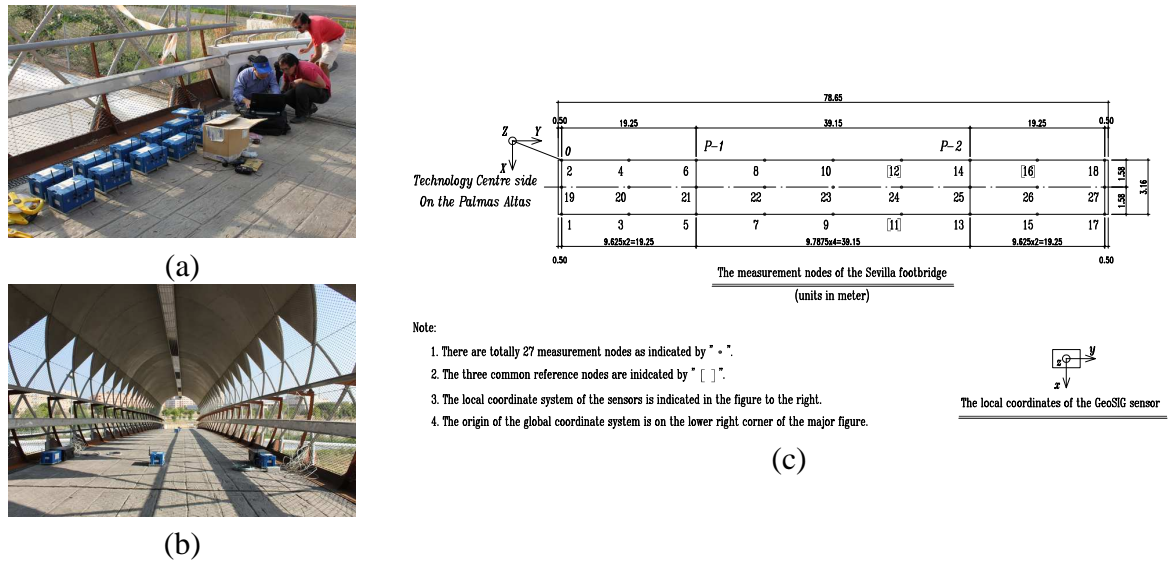 (a)
(b)
78.65
0.50 19.25 39.15 19.25 0.50
Z Y
X
O P-1 P-2
Technology Centre side
On the Palmas Altas
2 4 6 8 10 [12] 14 [16] 18
19 20 21 22 23 24 25 26 27
1 3 5 7 9 [11] 13 15 17
1.58
1.58
3.16
9.625x2=19.25 9.7875x4=39.15 9.625x2=19.25
0.50 0.50
The measurement nodes of the Sevilla footbridge
(units in meter)
Note:
1. There are totally 27 measurement nodes as indicated by " • ".
2. The three common reference nodes are inidcated by " [ ] ".
3. The local coordinate system of the sensors is indicated in the figure to the right.
4. The origin of the global coordinate system is on the lower right corner of the major figure.
z y
x
The local coordinates of the GeoSIG sensor
(c)